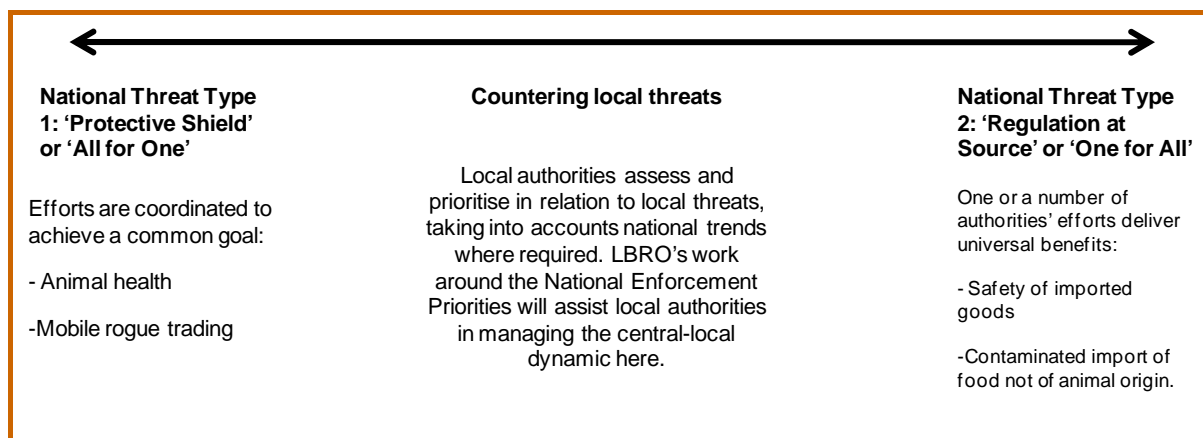 National Threat Type
1: ‘Protective Shield’
or ‘All for One’
Efforts are coordinated to
achieve a common goal:
- Animal health
-Mobile rogue trading
Countering local threats
Local authorities assess and
prioritise in relation to local threats,
taking into accounts national trends
where required. LBRO’s work
around the National Enforcement
Priorities will assist local authorities
in managing the central-local
dynamic here.
National Threat Type
2: ‘Regulation at
Source’ or ‘One for All’
One or a number of
authorities’ efforts deliver
universal benefits:
- Safety of imported
goods
-Contaminated import of
food not of animal origin.